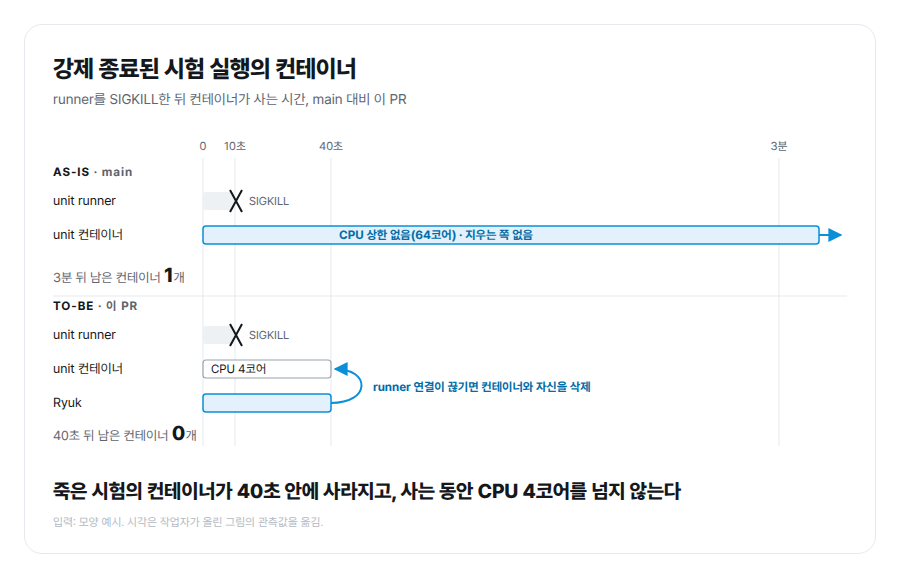 강제 종료된 시험 실행의 컨테이너
runner를 SIGKILL한 뒤 컨테이너가 사는 시간, main 대비 이 PR
0 10초 40초 3분
AS-IS · main
unit runner SIGKILL
unit 컨테이너 CPU 상한 없음(64코어) · 지우는 쪽 없음
3분 뒤 남은 컨테이너 1개
TO-BE · 이 PR
unit runner SIGKILL
unit 컨테이너 CPU 4코어
runner 연결이 끊기면 컨테이너와 자신을 삭제
Ryuk
40초 뒤 남은 컨테이너 0개
죽은 시험의 컨테이너가 40초 안에 사라지고, 사는 동안 CPU 4코어를 넘지 않는다
입력: 모양 예시. 시각은 작업자가 올린 그림의 관측값을 옮김.